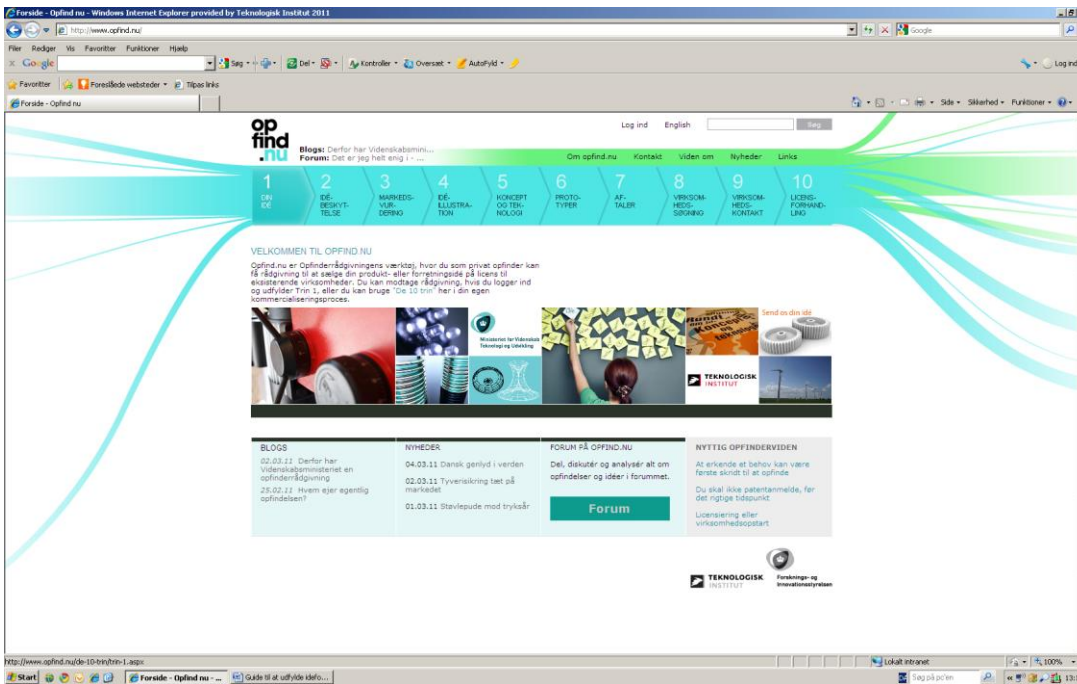 Forside - Opfind nu - Windows Internet Explorer provided by Teknologisk Institut 2011
http://www.opfind.nu/
Google
Filer Rediger Vis Favoritter Funktioner Hjælp
x Google
Søg
Del
Kontroller
Oversæt
AutoFyld
Log ind
Favoritter
Foreslåede websteder
Tilpas links
Forside - Opfind nu
Side
Sikkerhed
Funktioner
op
find
.nu
Log ind English
Søg
Blogs: Derfor har Videnskabsmini...
Forum: Det er jeg helt enig i - ...
Om opfind.nu Kontakt Viden om Nyheder Links
1
DIN
IDÉ
2
IDÉ-
BESKYT-
TELSE
3
MARKEDS-
VUR-
DERING
4
IDÉ-
ILLUSTRA-
TION
5
KONCEPT
OG TEK-
NOLOGI
6
PROTO-
TYPER
7
AF-
TALER
8
VIRKSOM-
HEDS-
SØGNING
9
VIRKSOM-
HEDS-
KONTAKT
10
LICENS-
FORHAND-
LING
VELKOMMEN TIL OPFIND NU
Opfind.nu er Opfinderrådgivningens værktøj, hvor du som privat opfinder kan
få rådgivning til at sælge din produkt- eller forretningsidé på licens til
eksisterende virksomheder. Du kan modtage rådgivning, hvis du logger ind
og udfylder Trin 1, eller du kan bruge "De 10 trin" her i din egen
kommercialiseringsproces.
Ministeriet for Videnskab
Teknologi og Udvikling
Rundt
om
Koncept
teknologi
Send os din idé
TEKNOLOGISK
INSTITUT
BLOGS
02.03.11 Derfor har
Videnskabsministeriet en
opfinderrådgivning
25.02.11 Hvem ejer egentlig
opfindelsen?
NYHEDER
04.03.11 Dansk genlyd i verden
02.03.11 Tyverisikring tæt på
markedet
01.03.11 Støvlepude mod tryksår
FORUM PÅ OPFIND.NU
Del, diskutér og analysér alt om
opfindelser og idéer i forummet.
Forum
NYTTIG OPFINDERVIDEN
At erkende et behov kan være
første skridt til at opfinde
Du skal ikke patentanmelde, før
det rigtige tidspunkt
Licensiering eller
virksomhedsopstart
TEKNOLOGISK
INSTITUT
Forsknings- og
Innovationsstyrelsen
http://www.opfind.nu/de-10-trin/trin-1.aspx
Lokalt intranet
100%
Start
Forside - Opfind nu - ...
Guide til at udfylde idefo...
Søg på pc'en